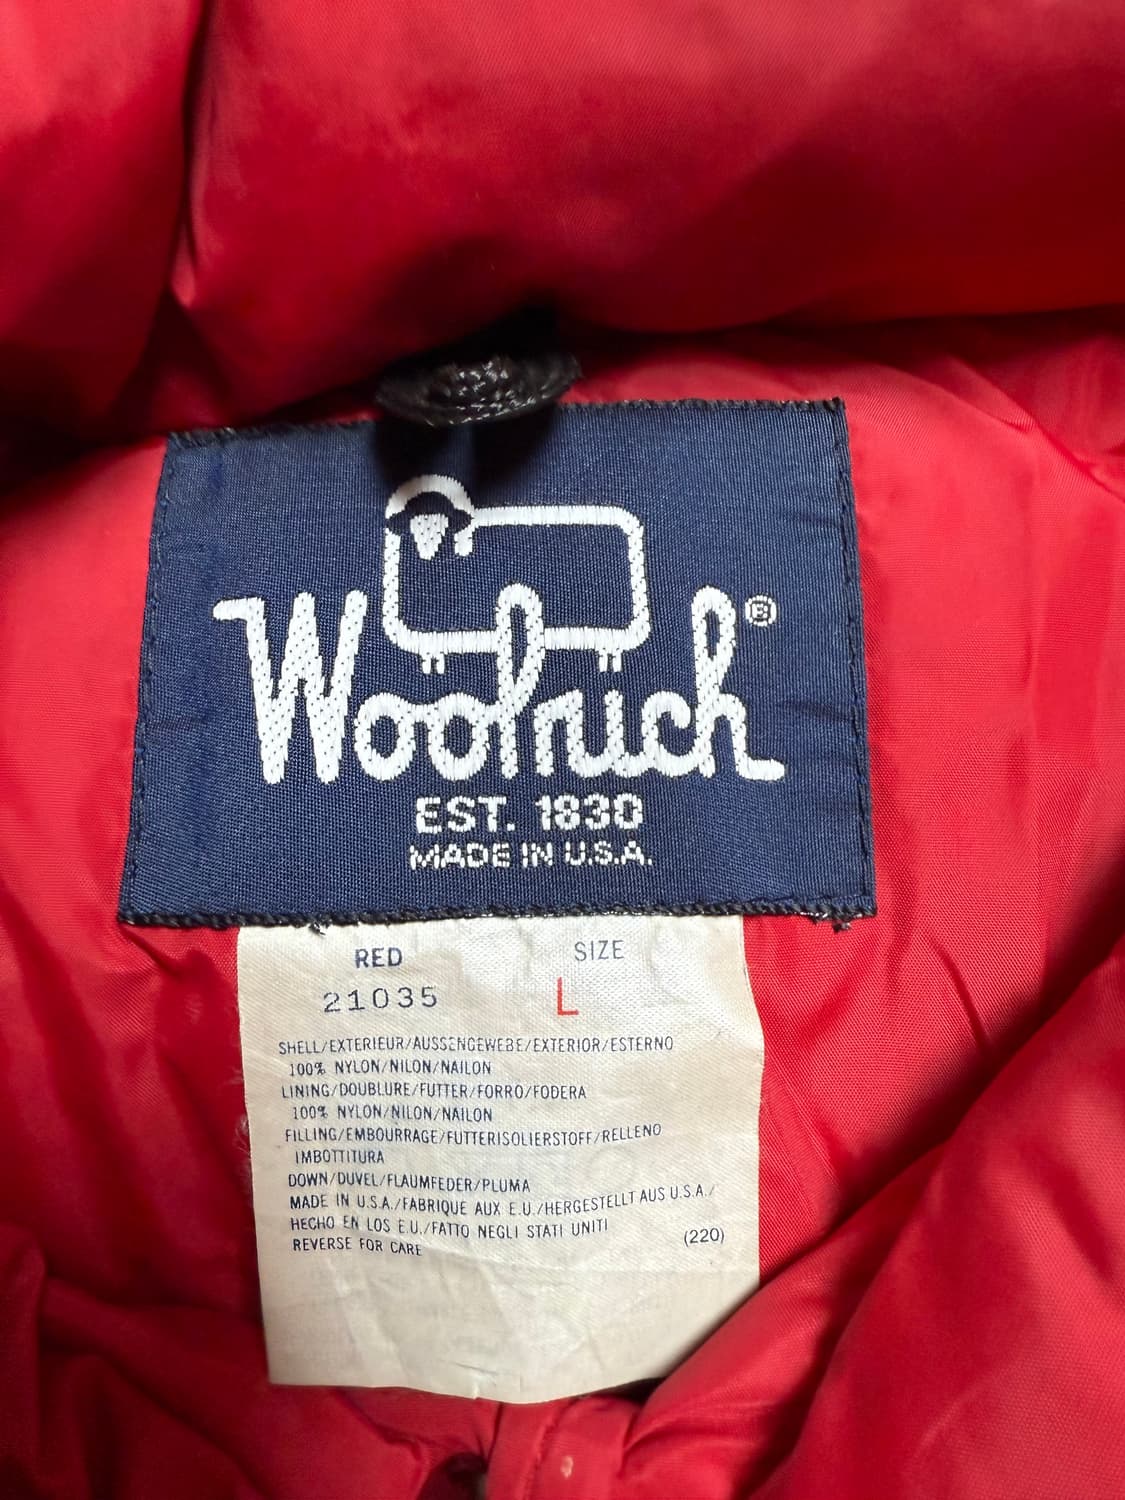 Woolrich®
EST. 1830
MADE IN U.S.A.
RED SIZE
21035 L
SHELL/EXTERIEUR/AUSSENGEWEBE/EXTERIOR/ESTERNO
100% NYLON/NILON/NAILON
LINING/DOUBLURE/FUTTER/FORRO/FODERA
100% NYLON/NILON/NAILON
FILLING/EMBOURRAGE/FUTTERISOLIERSTOFF/RELLENO
IMBOTTITURA
DOWN/DUVEL/FLAUMFEDER/PLUMA
MADE IN U.S.A./FABRIQUE AUX E.U./HERGESTELLT AUS U.S.A./
HECHO EN LOS E.U./FATTO NEGLI STATI UNITI
REVERSE FOR CARE (220)